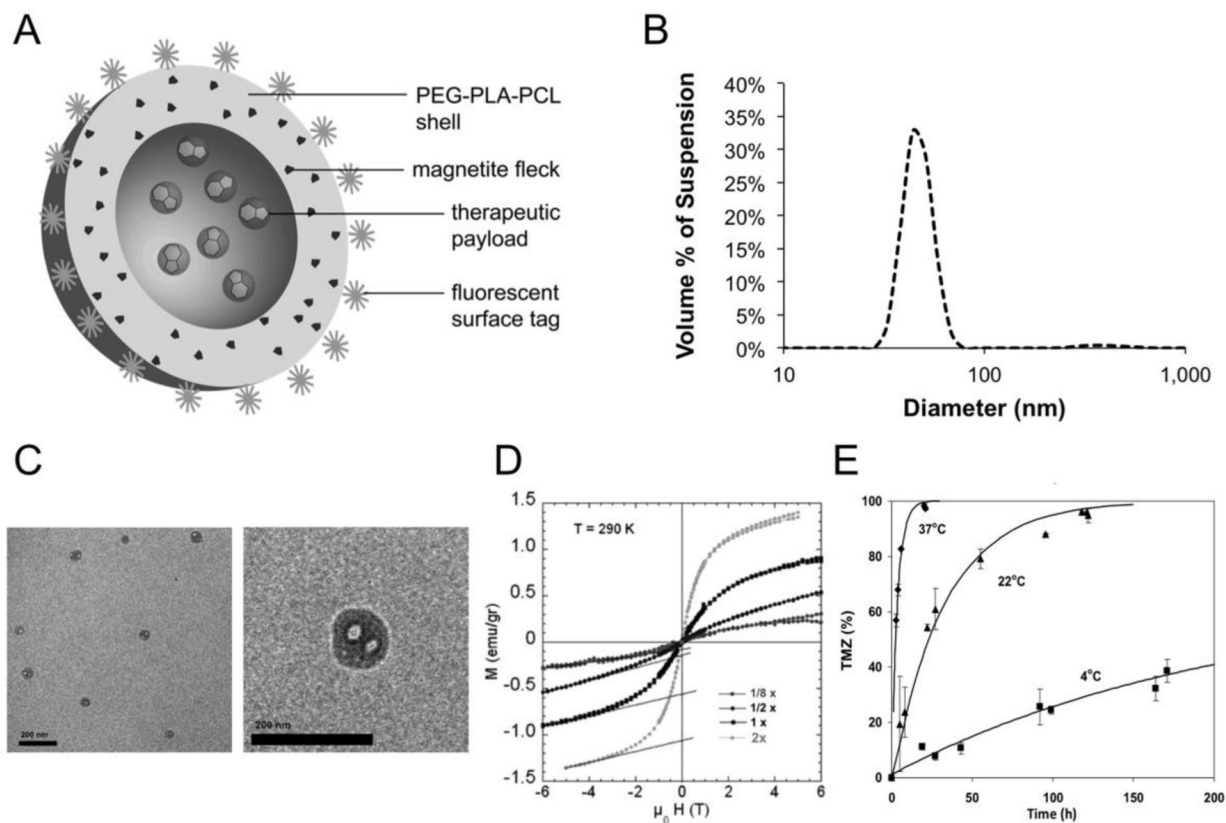 A
PEG-PLA-PCL
shell
magnetite fleck
therapeutic
payload
fluorescent
surface tag
B
Volume % of Suspension
40%
35%
30%
25%
20%
15%
10%
5%
0%
10
100
1,000
Diameter (nm)
C
200 nm
200 nm
D
M (emu/gr)
1.5
1.0
0.5
0
-0.5
-1.0
-1.5
T = 290 K
1/8 x
1/2 x
1 x
2x
-6
-4
-2
0
2
4
6
μ₀ H (T)
E
TMZ (%)
100
80
60
40
20
0
37°C
22°C
4°C
0
50
100
150
200
Time (h)